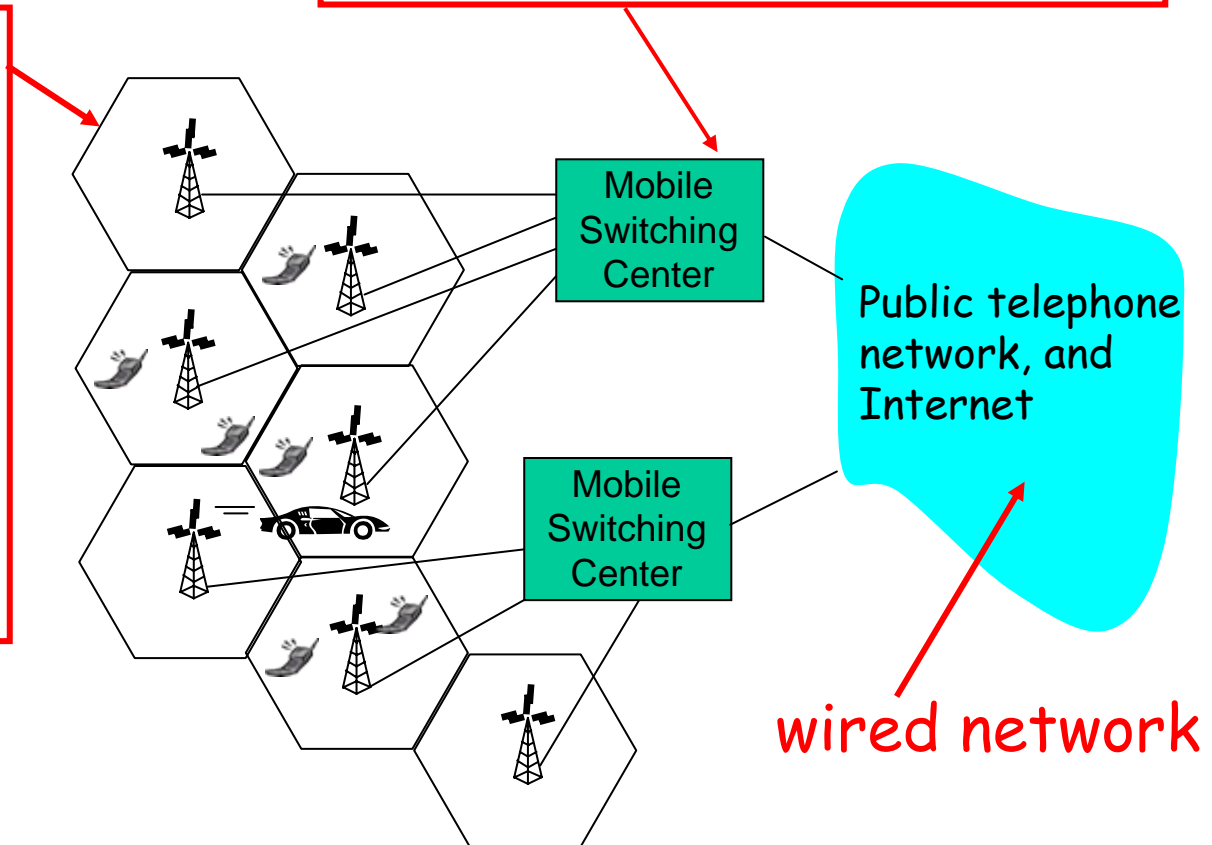 Mobile
Switching
Center
Public telephone
network, and
Internet
Mobile
Switching
Center
wired network